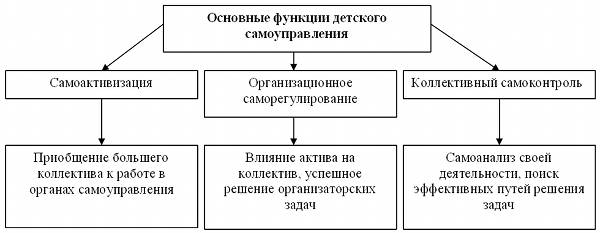 Основные функции детского
самоуправления
Самоактивизация
Организационное
саморегулирование
Коллективный самоконтроль
Приобщение большего
коллектива к работе в
органах самоуправления
Влияние актива на
коллектив, успешное
решение организаторских
задач
Самоанализ своей
деятельности, поиск
эффективных путей решения
задач